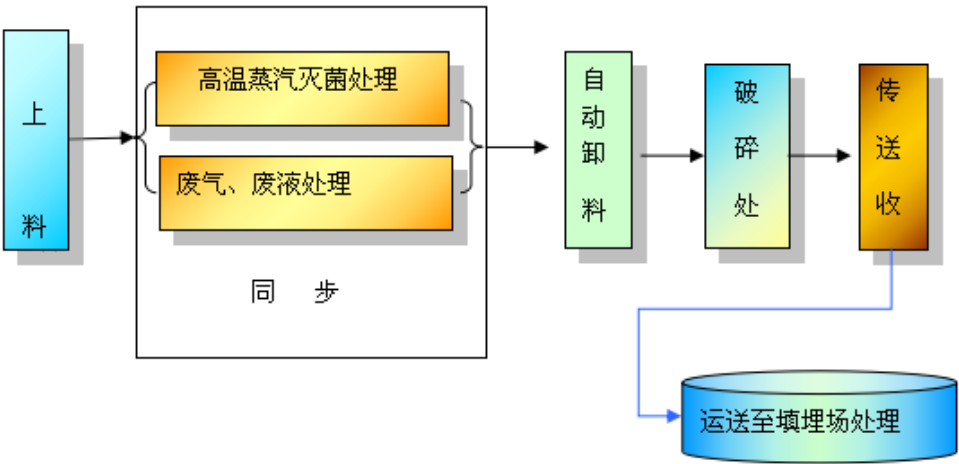 上料
高温蒸汽灭菌处理
废气、废液处理
同 步
自动卸料
破碎处
传送收
运送至填埋场处理